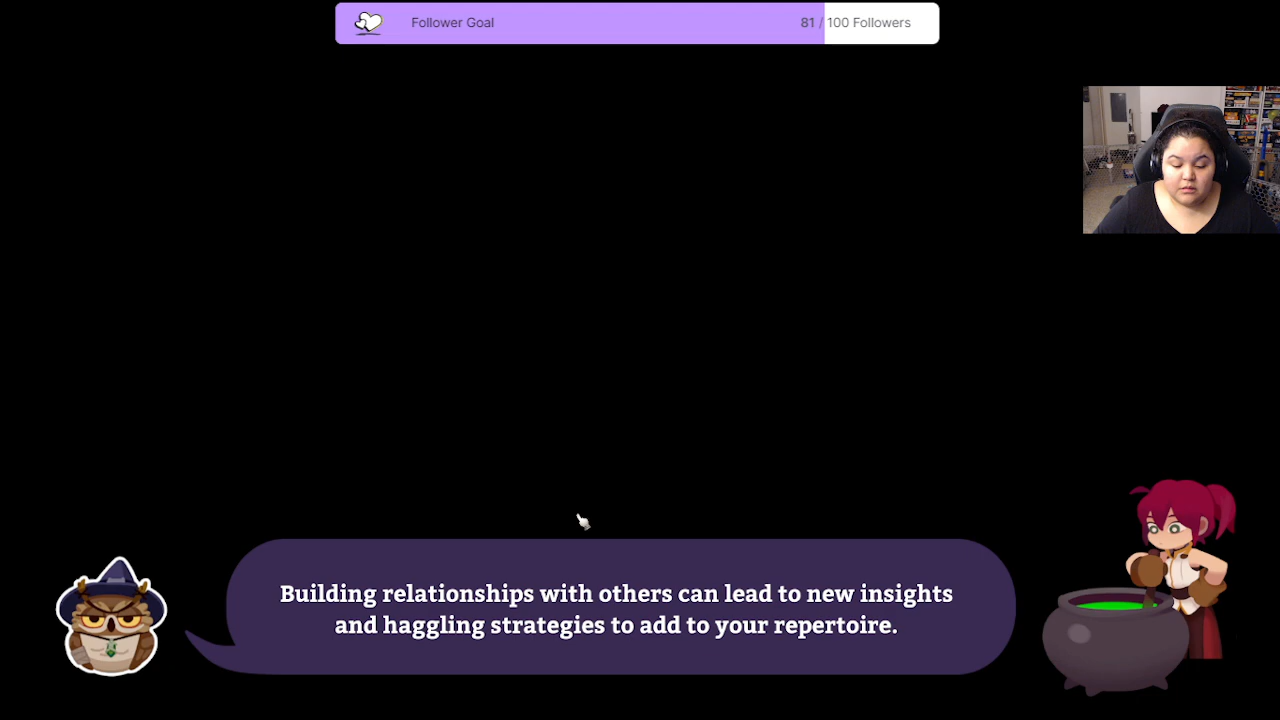 Follower Goal 81 / 100 Followers
Building relationships with others can lead to new insights
and haggling strategies to add to your repertoire.